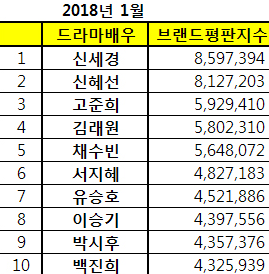 2018년 1월
드라마배우 브랜드평판지수
1 신세경 8,597,394
2 신혜선 8,127,203
3 고준희 5,929,410
4 김래원 5,802,310
5 채수빈 5,648,072
6 서지혜 4,827,183
7 유승호 4,521,886
8 이승기 4,397,556
9 박시후 4,357,376
10 백진희 4,325,939